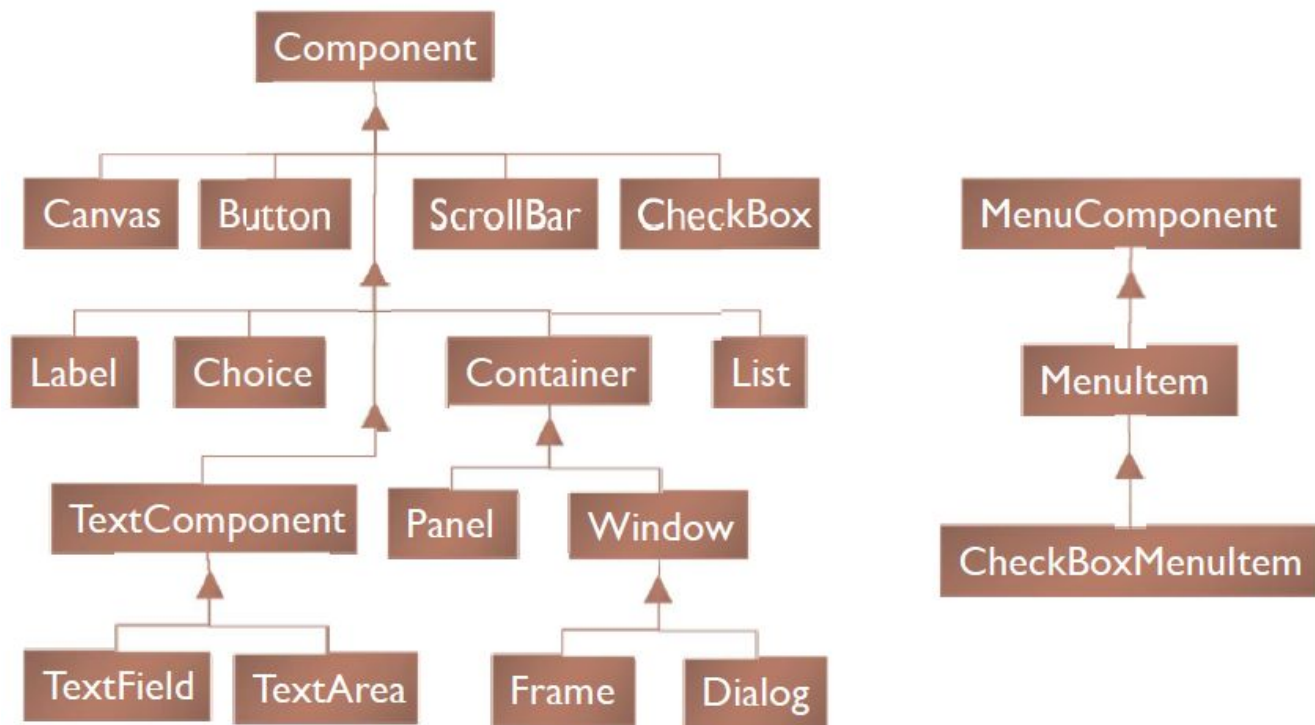 Component
Canvas
Button
ScrollBar
CheckBox
MenuComponent
Label
Choice
Container
List
MenuItem
TextComponent
Panel
Window
CheckBoxMenuItem
TextField
TextArea
Frame
Dialog